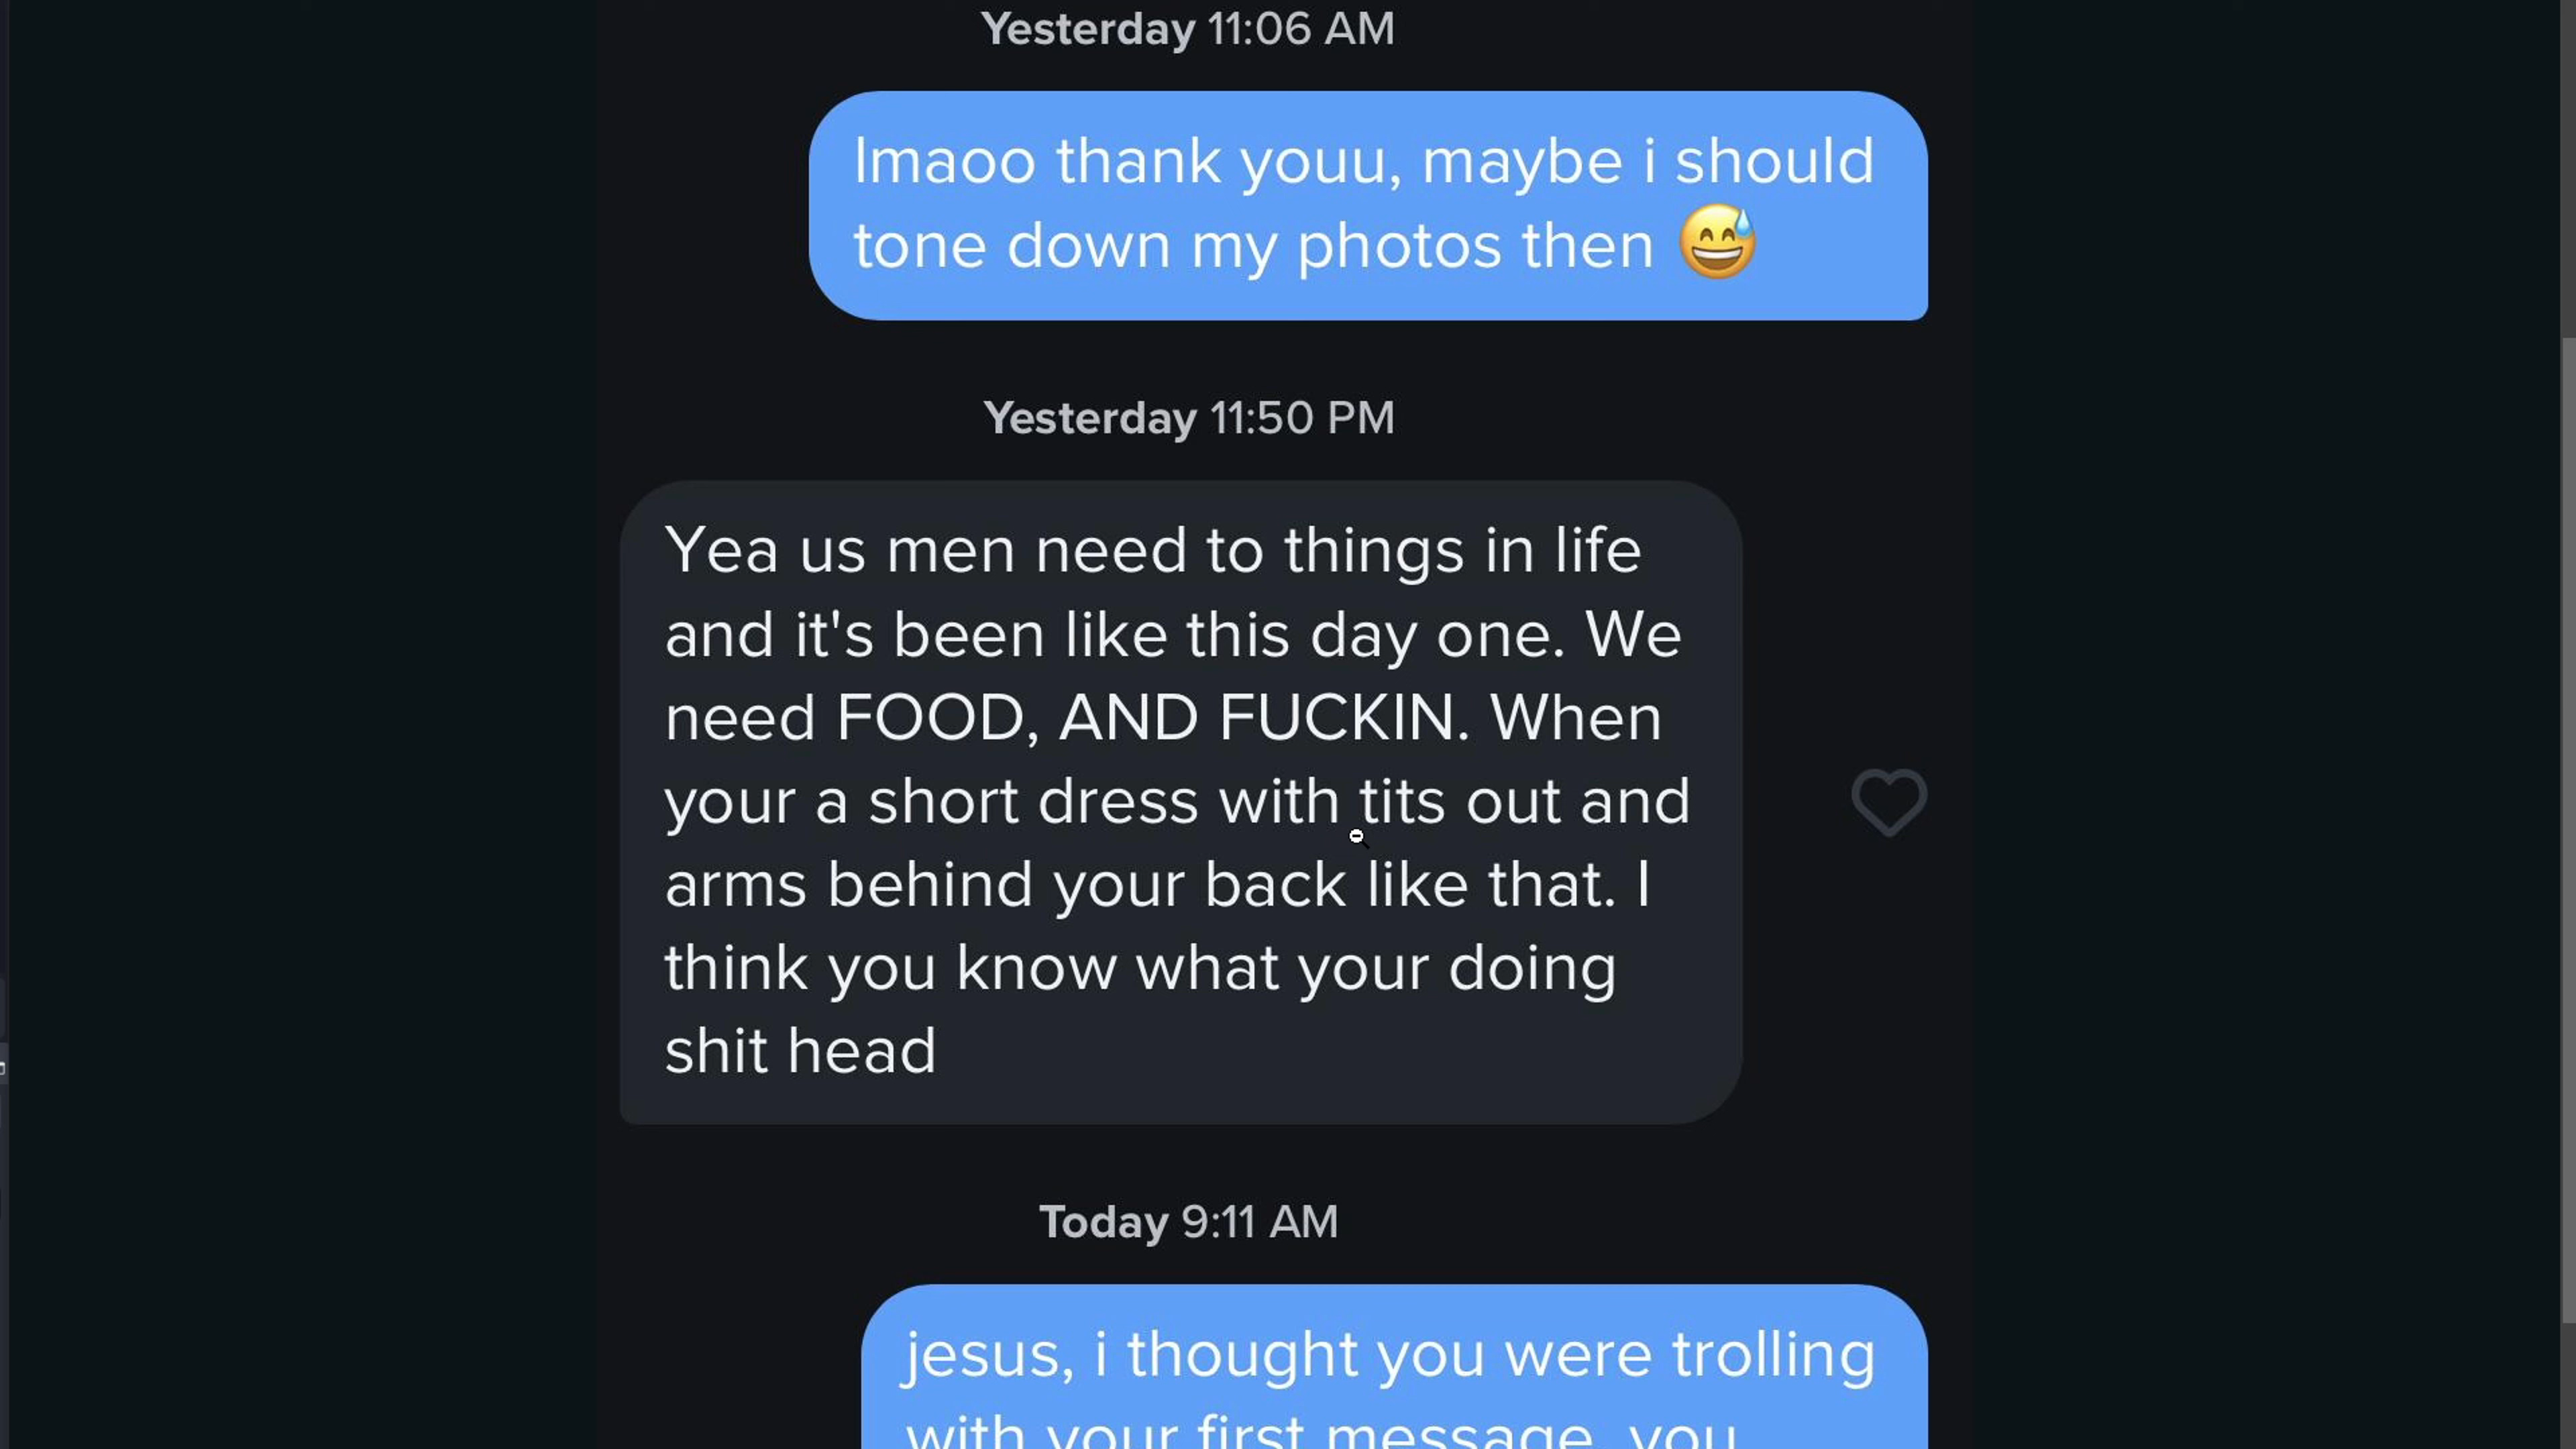 Yesterday 11:06 AM
lmaoo thank youu, maybe i should
tone down my photos then 😅
Yesterday 11:50 PM
Yea us men need to things in life
and it's been like this day one. We
need FOOD, AND FUCKIN. When
your a short dress with tits out and
arms behind your back like that. I
think you know what your doing
shit head
Today 9:11 AM
jesus, i thought you were trolling
with your first message, you